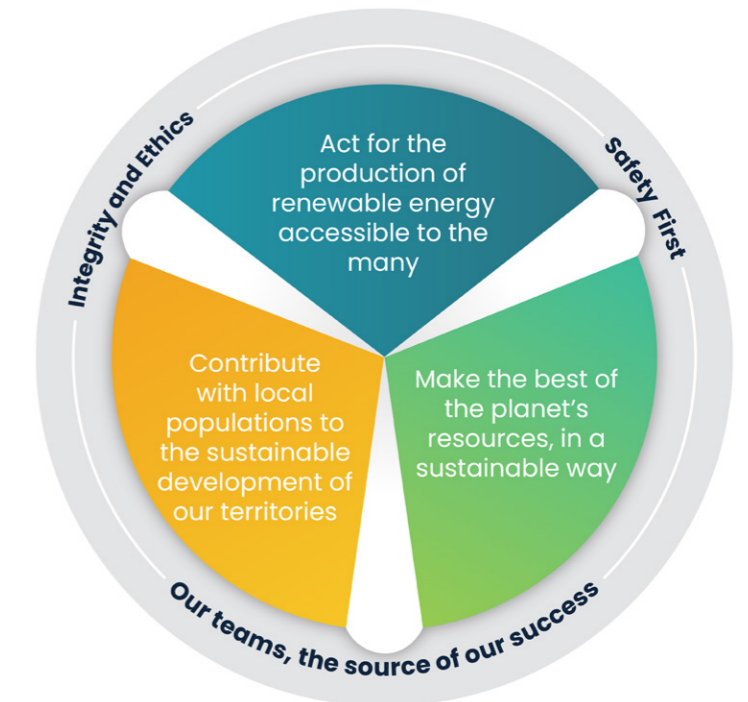 Integrity and Ethics
Safety First
Act for the
production of
renewable energy
accessible to the
many
Contribute
with local
populations to
the sustainable
development of
our territories
Make the best of
the planet’s
resources, in a
sustainable way
Our teams, the source of our success